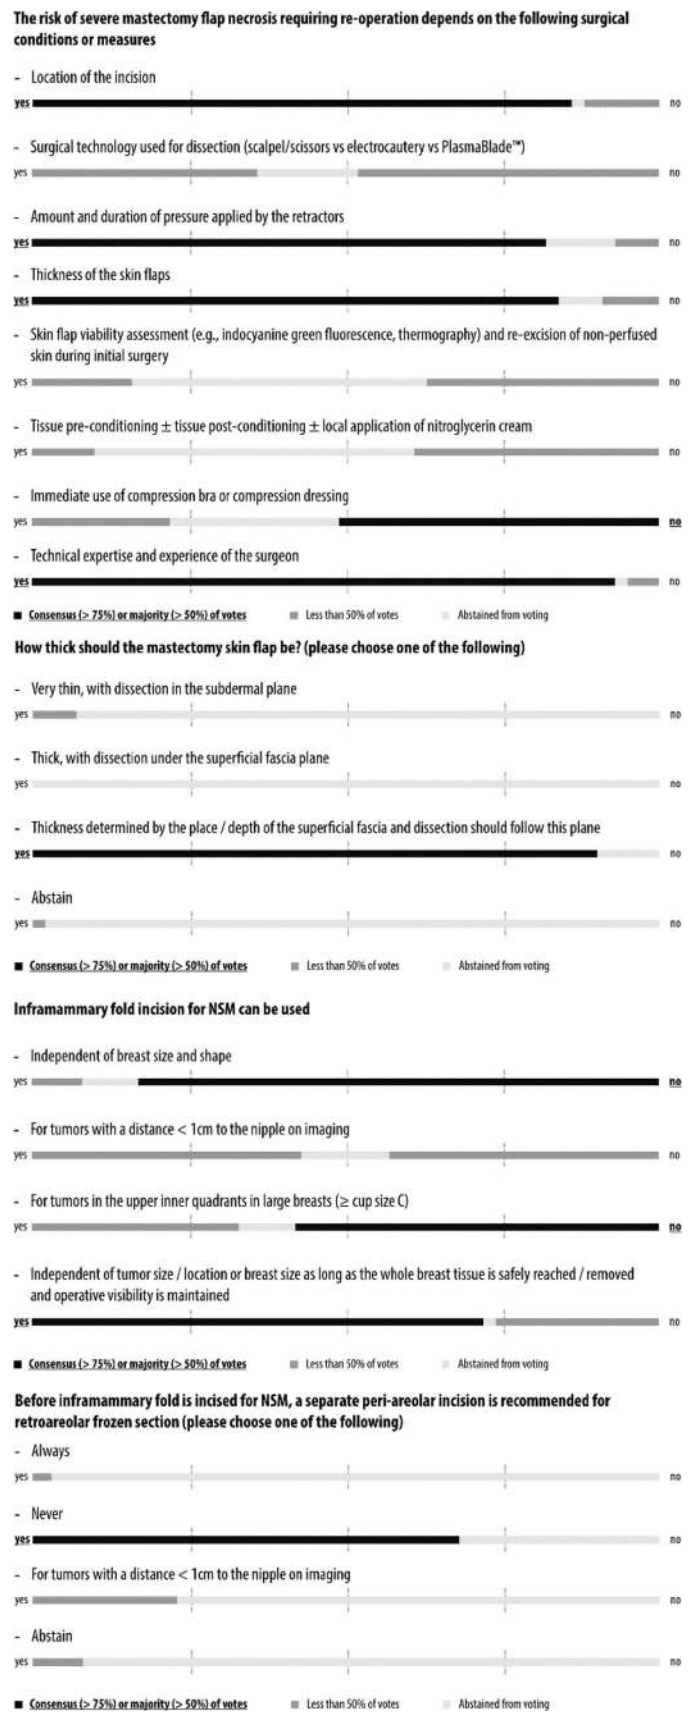 The risk of severe mastectomy flap necrosis requiring re-operation depends on the following surgical
conditions or measures
- Location of the incision
yes no
- Surgical technology used for dissection (scalpel/scissors vs electrocautery vs PlasmaBlade™)
yes no
- Amount and duration of pressure applied by the retractors
yes no
- Thickness of the skin flaps
yes no
- Skin flap viability assessment (e.g., indocyanine green fluorescence, thermography) and re-excision of non-perfused
skin during initial surgery
yes no
- Tissue pre-conditioning ± tissue post-conditioning ± local application of nitroglycerin cream
yes no
- Immediate use of compression bra or compression dressing
yes no
- Technical expertise and experience of the surgeon
yes no
Consensus (> 75%) or majority (> 50%) of votes Less than 50% of votes Abstained from voting
How thick should the mastectomy skin flap be? (please choose one of the following)
- Very thin, with dissection in the subdermal plane
yes no
- Thick, with dissection under the superficial fascia plane
yes no
- Thickness determined by the place / depth of the superficial fascia and dissection should follow this plane
yes no
- Abstain
yes no
Consensus (> 75%) or majority (> 50%) of votes Less than 50% of votes Abstained from voting
Inframammary fold incision for NSM can be used
- Independent of breast size and shape
yes no
- For tumors with a distance < 1cm to the nipple on imaging
yes no
- For tumors in the upper inner quadrants in large breasts (≥ cup size C)
yes no
- Independent of tumor size / location or breast size as long as the whole breast tissue is safely reached / removed
and operative visibility is maintained
yes no
Consensus (> 75%) or majority (> 50%) of votes Less than 50% of votes Abstained from voting
Before inframammary fold is incised for NSM, a separate peri-areolar incision is recommended for
retroareolar frozen section (please choose one of the following)
- Always
yes no
- Never
yes no
- For tumors with a distance < 1cm to the nipple on imaging
yes no
- Abstain
yes no
Consensus (> 75%) or majority (> 50%) of votes Less than 50% of votes Abstained from voting